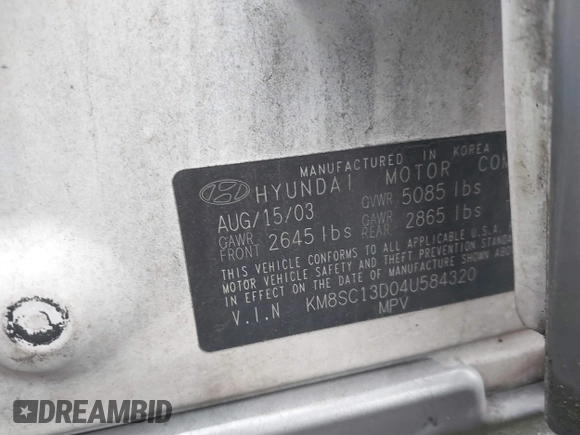 MANUFACTURED IN KOREA
HYUNDAI MOTOR
AUG/15/03 GVWR 5085 lbs
GAWR FRONT 2645 lbs GAWR REAR 2865 lbs
THIS VEHICLE CONFORMS TO ALL APPLICABLE U.S.A.
MOTOR VEHICLE SAFETY AND THEFT PREVENTION
IN EFFECT ON THE DATE OF MANUFACTURE SHOWN
V.I.N KM8SC13D04U584320
MPV
DREAMBID